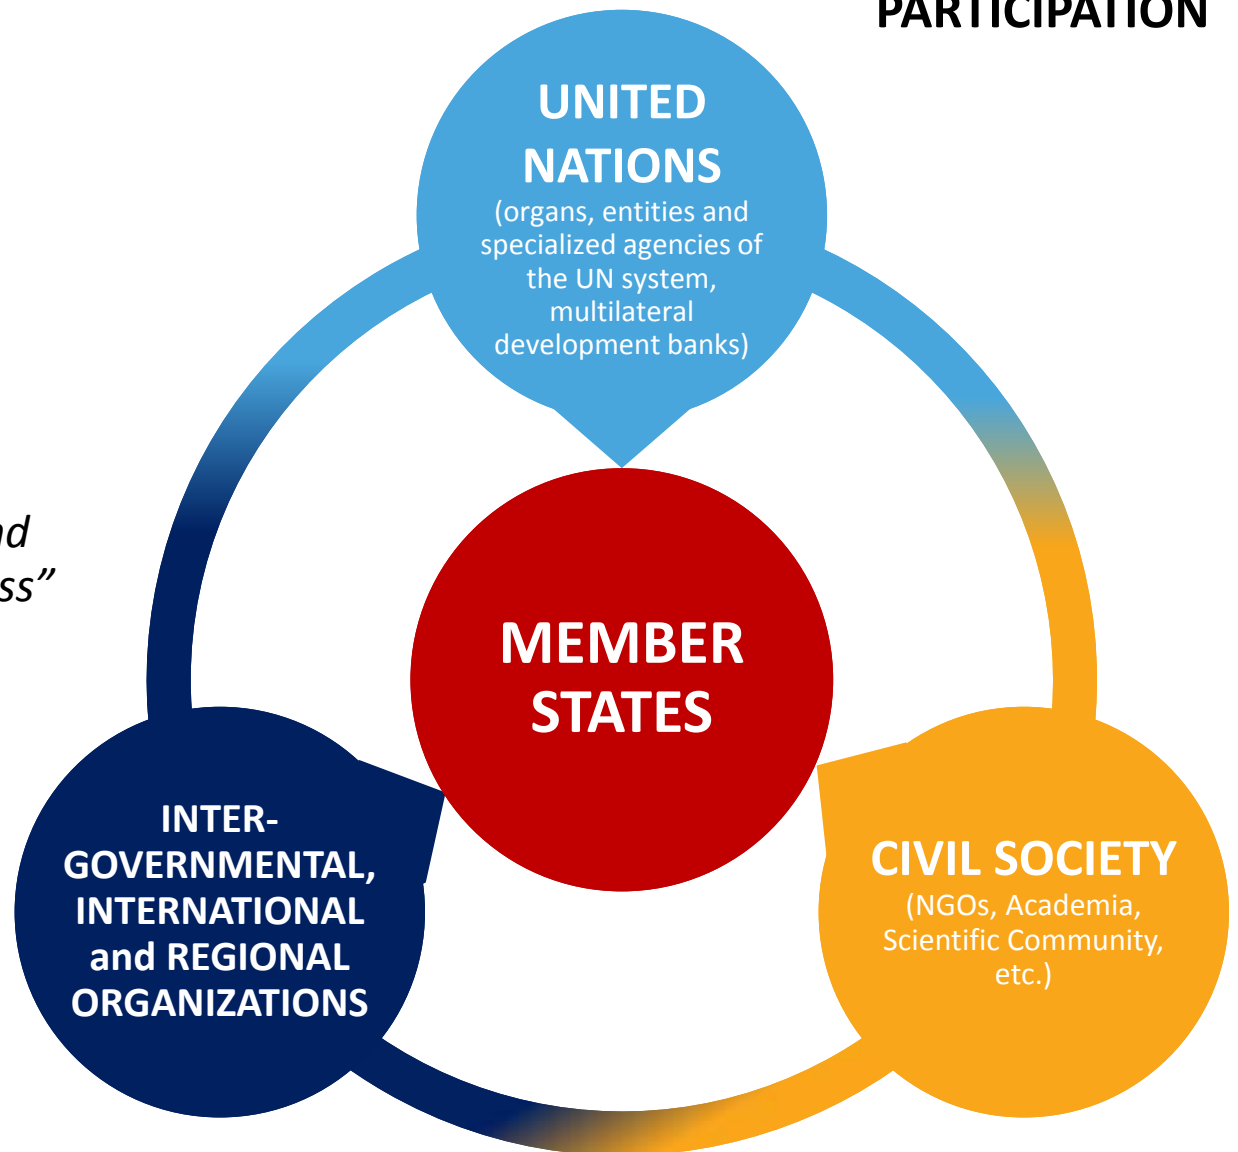 PARTICIPATION
UNITED
NATIONS
(organs, entities and
specialized agencies of
the UN system,
multilateral
development banks)
MEMBER
STATES
INTER-
GOVERNMENTAL,
INTERNATIONAL
and REGIONAL
ORGANIZATIONS
CIVIL SOCIETY
(NGOs, Academia,
Scientific Community,
etc.)